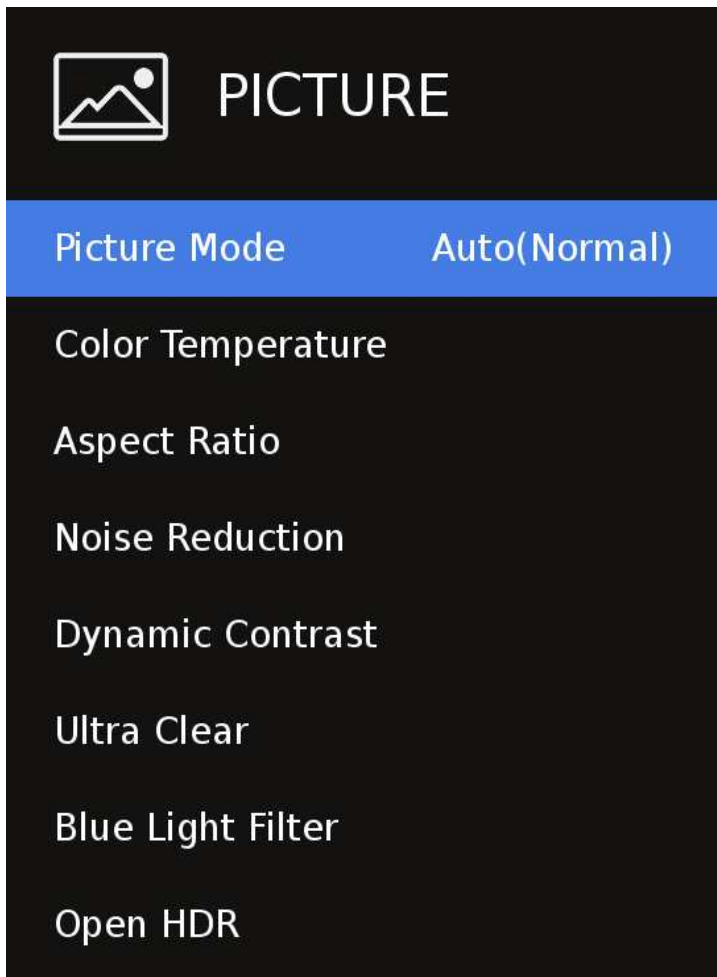 PICTURE
Picture Mode Auto(Normal)
Color Temperature
Aspect Ratio
Noise Reduction
Dynamic Contrast
Ultra Clear
Blue Light Filter
Open HDR